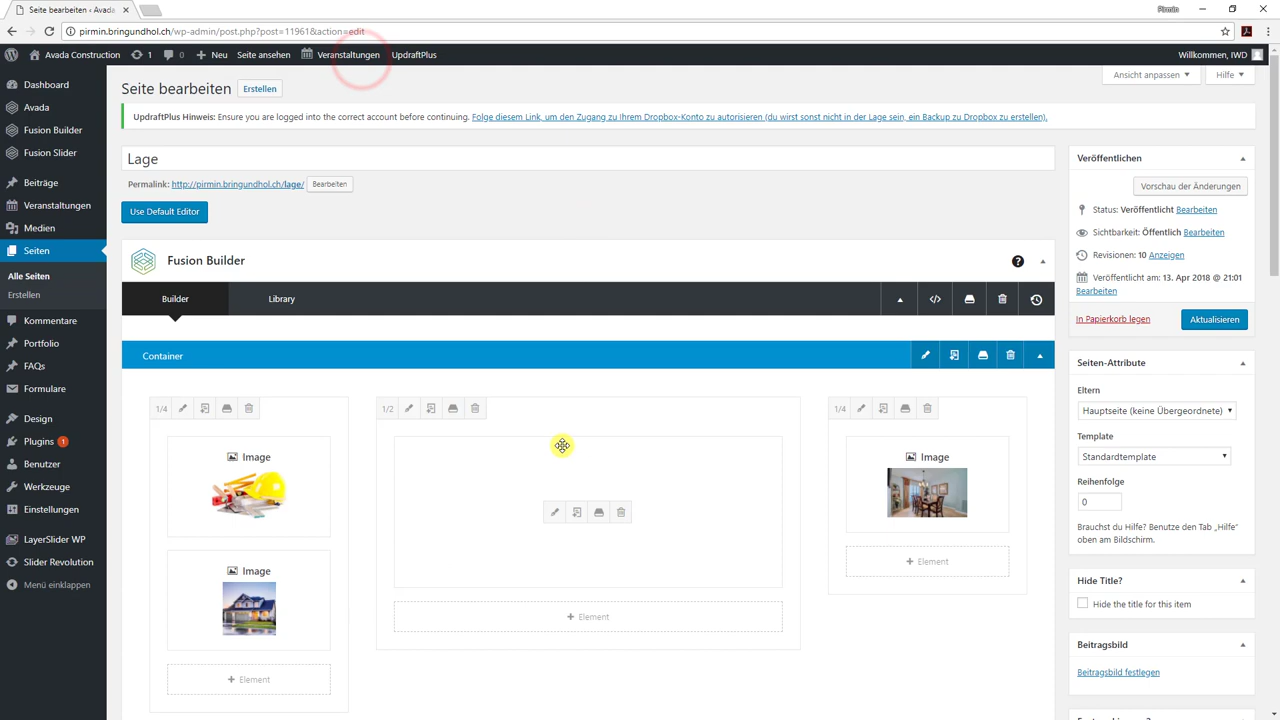 Seite bearbeiten ‹ Avada
Pirmin
pirmin.bringundhol.ch/wp-admin/post.php?post=11961&action=edit
Avada Construction 1 0 Neu Seite ansehen Veranstaltungen UpdraftPlus Willkommen, IWD
Ansicht anpassen Hilfe
Seite bearbeiten Erstellen
UpdraftPlus Hinweis: Ensure you are logged into the correct account before continuing. Folge diesem Link, um den Zugang zu Ihrem Dropbox-Konto zu autorisieren (du wirst sonst nicht in der Lage sein, ein Backup zu Dropbox zu erstellen).
Dashboard
Avada
Fusion Builder
Fusion Slider
Beiträge
Veranstaltungen
Medien
Seiten
Alle Seiten
Erstellen
Kommentare
Portfolio
FAQs
Formulare
Design
Plugins 1
Benutzer
Werkzeuge
Einstellungen
LayerSlider WP
Slider Revolution
Menü einklappen
Lage
Permalink: http://pirmin.bringundhol.ch/lage/ Bearbeiten
Use Default Editor
Fusion Builder
Builder Library
Container
1/4
Image
Image
+ Element
1/2
+ Element
1/4
Image
+ Element
Veröffentlichen
Vorschau der Änderungen
Status: Veröffentlicht Bearbeiten
Sichtbarkeit: Öffentlich Bearbeiten
Revisionen: 10 Anzeigen
Veröffentlicht am: 13. Apr 2018 @ 21:01
Bearbeiten
In Papierkorb legen Aktualisieren
Seiten-Attribute
Eltern
Hauptseite (keine Übergeordnete)
Template
Standardtemplate
Reihenfolge
0
Brauchst du Hilfe? Benutze den Tab „Hilfe“
oben am Bildschirm.
Hide Title?
Hide the title for this item
Beitragsbild
Beitragsbild festlegen